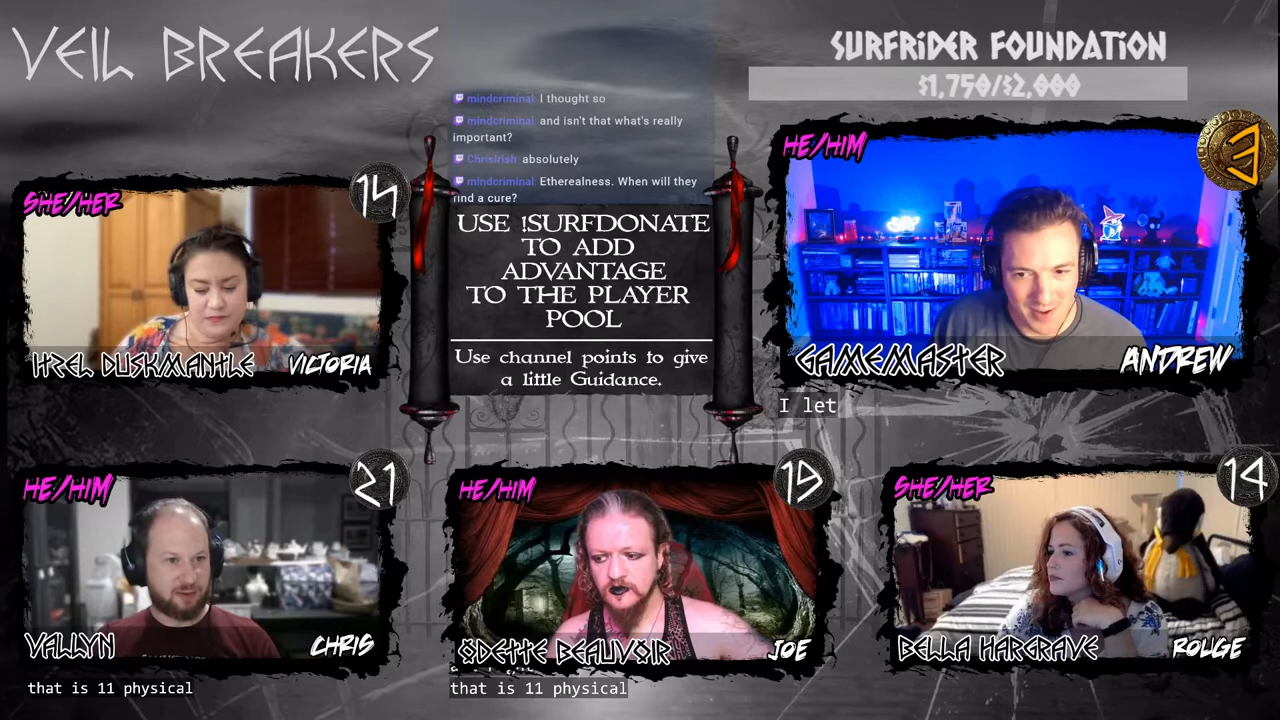 VEIL BREAKERS
SURFRIDER FOUNDATION
$1,750/$2,000
mindcriminal: I thought so
mindcriminal: and isn't that what's really
important?
ChrisIrish: absolutely
mindcriminal: Etherealness. When will they
find a cure?
USE !SURFDONATE
TO ADD
ADVANTAGE
TO THE PLAYER
POOL
Use channel points to give
a little Guidance.
SHE/HER
14
HZEL DUSKMANTLE VICTORIA
HE/HIM
3
GAMEMASTER ANDREW
I let
HE/HIM
21
VALLYN CHRIS
that is 11 physical
HE/HIM
19
ODETTE BEAUVOIR JOE
that is 11 physical
SHE/HER
14
BELLA HARGRAVE ROUGE